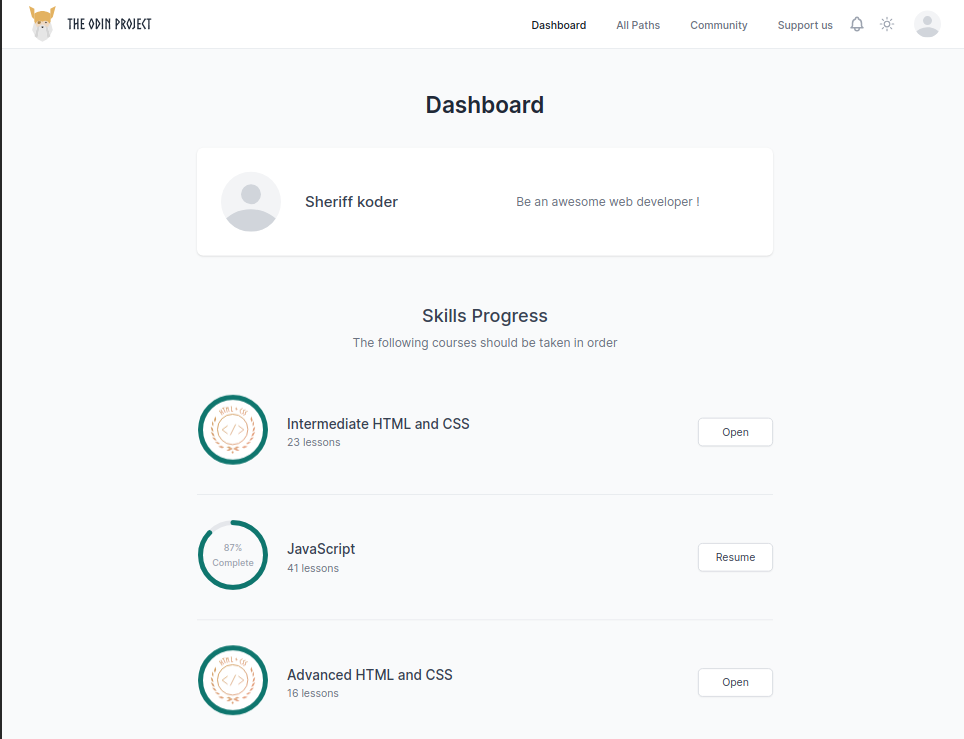 THE ODIN PROJECT
Dashboard All Paths Community Support us
Dashboard
Sheriff koder
Be an awesome web developer !
Skills Progress
The following courses should be taken in order
HTML + CSS
</>
Intermediate HTML and CSS
23 lessons
Open
87%
Complete
JavaScript
41 lessons
Resume
HTML + CSS
</>
Advanced HTML and CSS
16 lessons
Open